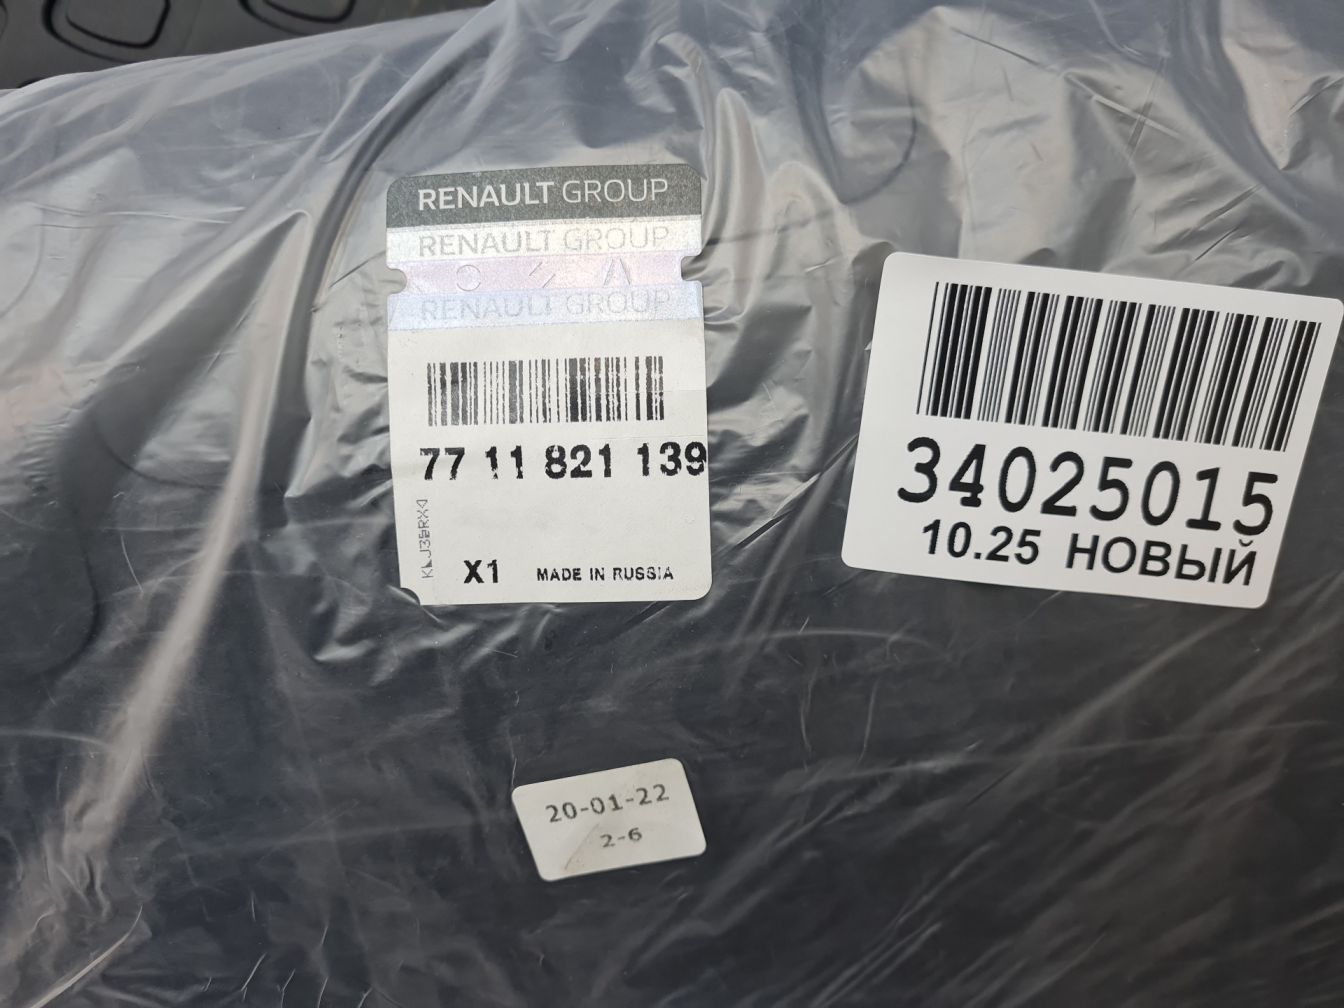 RENAULT GROUP
RENAULT GROUP
RENAULT GROUP
77 11 821 139
X1 MADE IN RUSSIA
34025015
10.25 НОВЫЙ
20-01-22
2-6